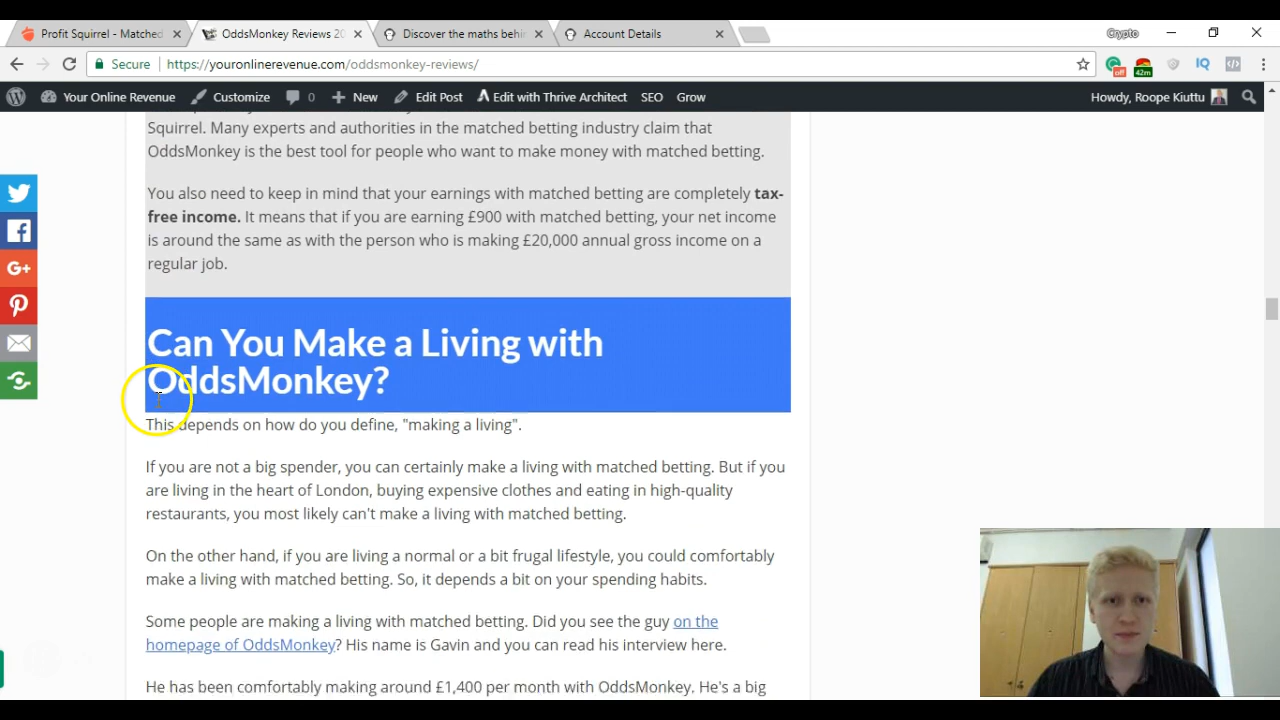 Profit Squirrel - Matched
OddsMonkey Reviews 20
Discover the maths behi
Account Details
Crypto
Secure
https://youronlinerevenue.com/oddsmonkey-reviews/
off
42m
IQ
Your Online Revenue
Customize
0
New
Edit Post
Edit with Thrive Architect
SEO
Grow
Howdy, Roope Kiuttu
Squirrel. Many experts and authorities in the matched betting industry claim that
OddsMonkey is the best tool for people who want to make money with matched betting.
You also need to keep in mind that your earnings with matched betting are completely tax-
free income. It means that if you are earning £900 with matched betting, your net income
is around the same as with the person who is making £20,000 annual gross income on a
regular job.
Can You Make a Living with
OddsMonkey?
This depends on how do you define, "making a living".
If you are not a big spender, you can certainly make a living with matched betting. But if you
are living in the heart of London, buying expensive clothes and eating in high-quality
restaurants, you most likely can't make a living with matched betting.
On the other hand, if you are living a normal or a bit frugal lifestyle, you could comfortably
make a living with matched betting. So, it depends a bit on your spending habits.
Some people are making a living with matched betting. Did you see the guy on the
homepage of OddsMonkey? His name is Gavin and you can read his interview here.
He has been comfortably making around £1,400 per month with OddsMonkey. He's a big